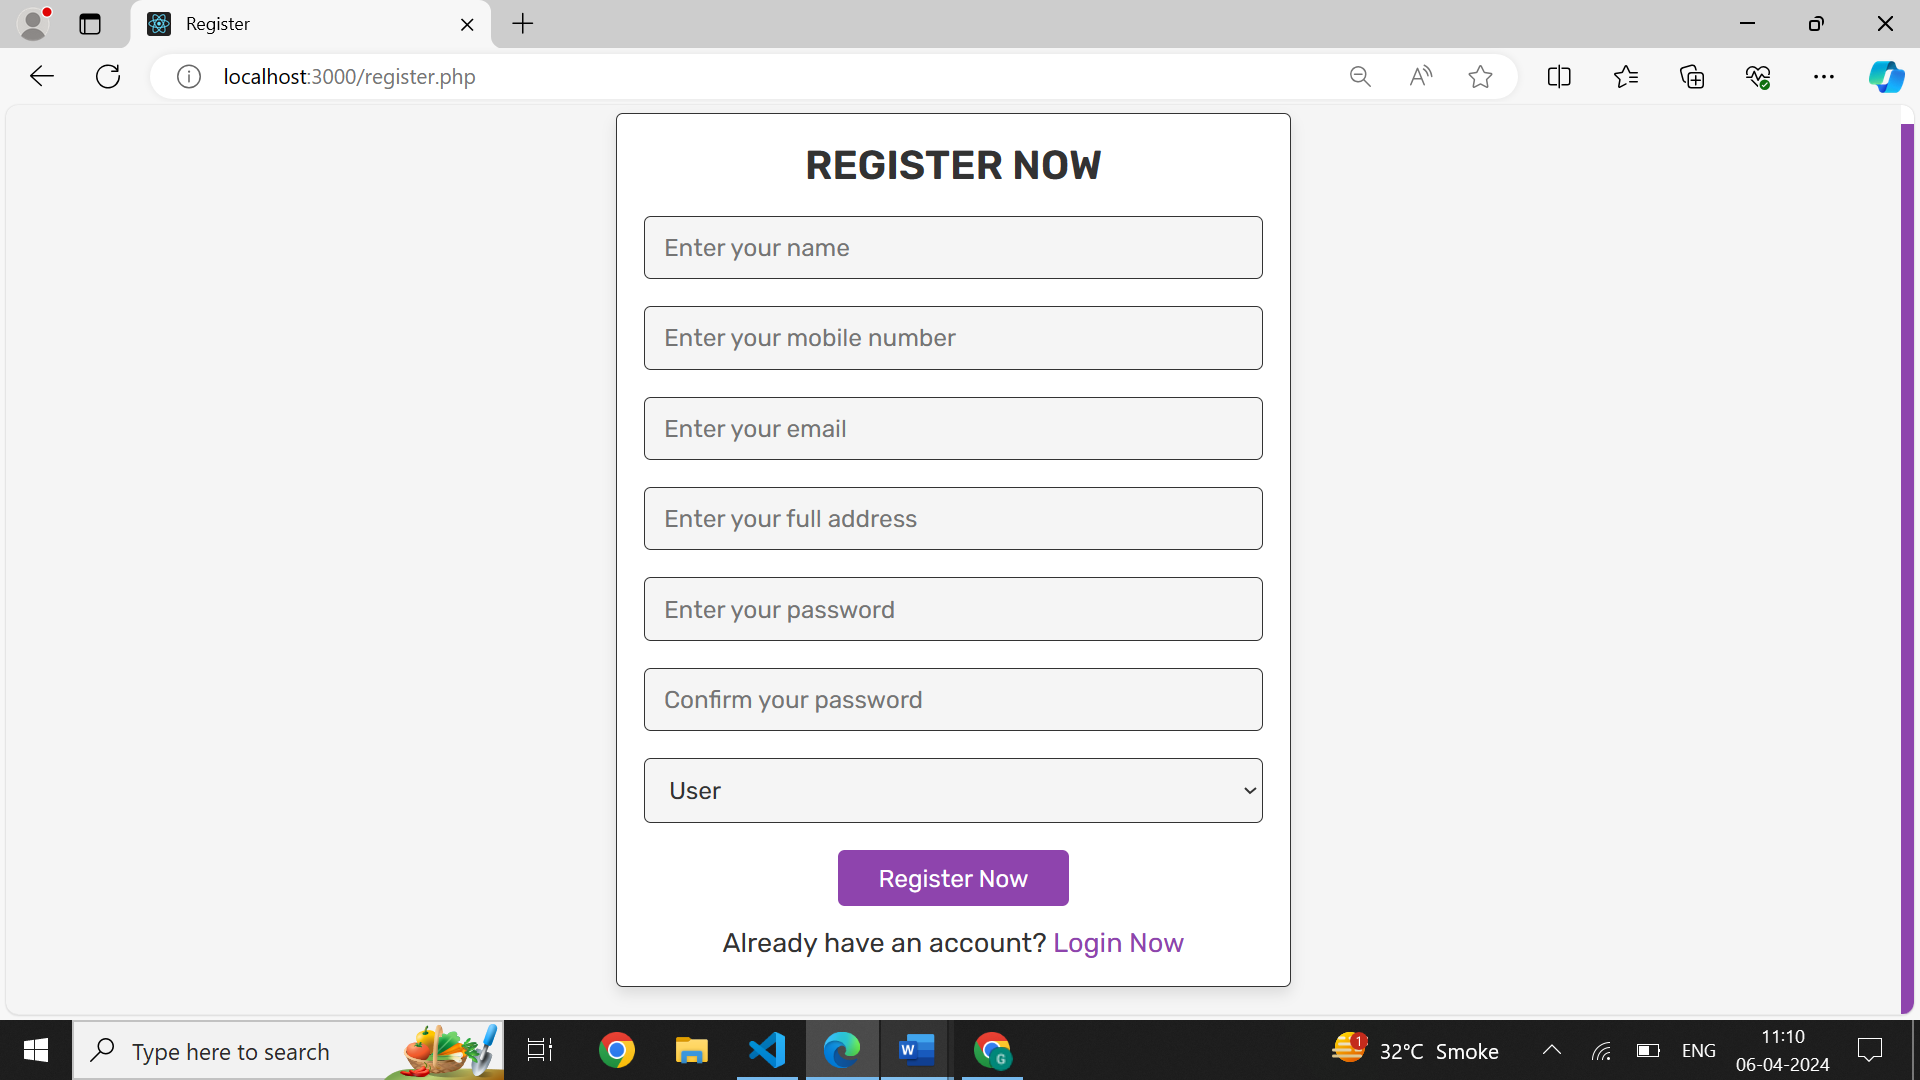 Register
localhost:3000/register.php
REGISTER NOW
Enter your name
Enter your mobile number
Enter your email
Enter your full address
Enter your password
Confirm your password
User
Register Now
Already have an account? Login Now
Type here to search
W
G
1
32°C Smoke
ENG
11:10
06-04-2024